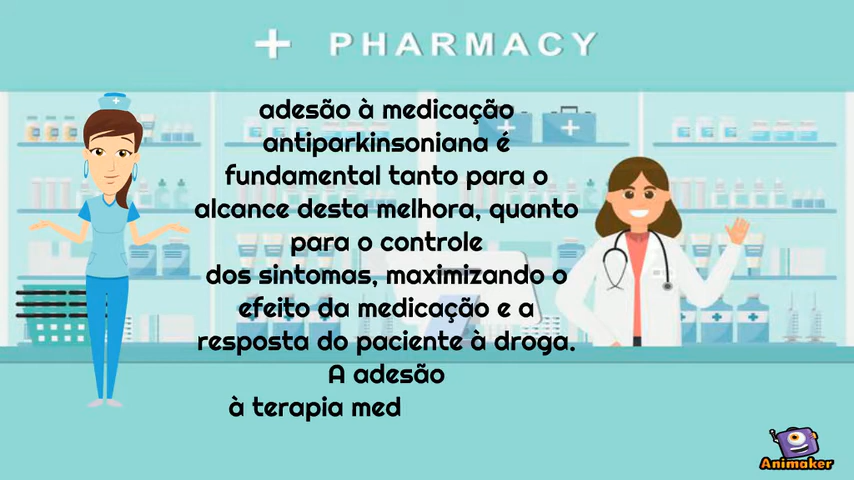 PHARMACY
adesão à medicação
antiparkinsoniana é
fundamental tanto para o
alcance desta melhora, quanto
para o controle
dos sintomas, maximizando o
efeito da medicação e a
resposta do paciente à droga.
A adesão
à terapia med
Animaker